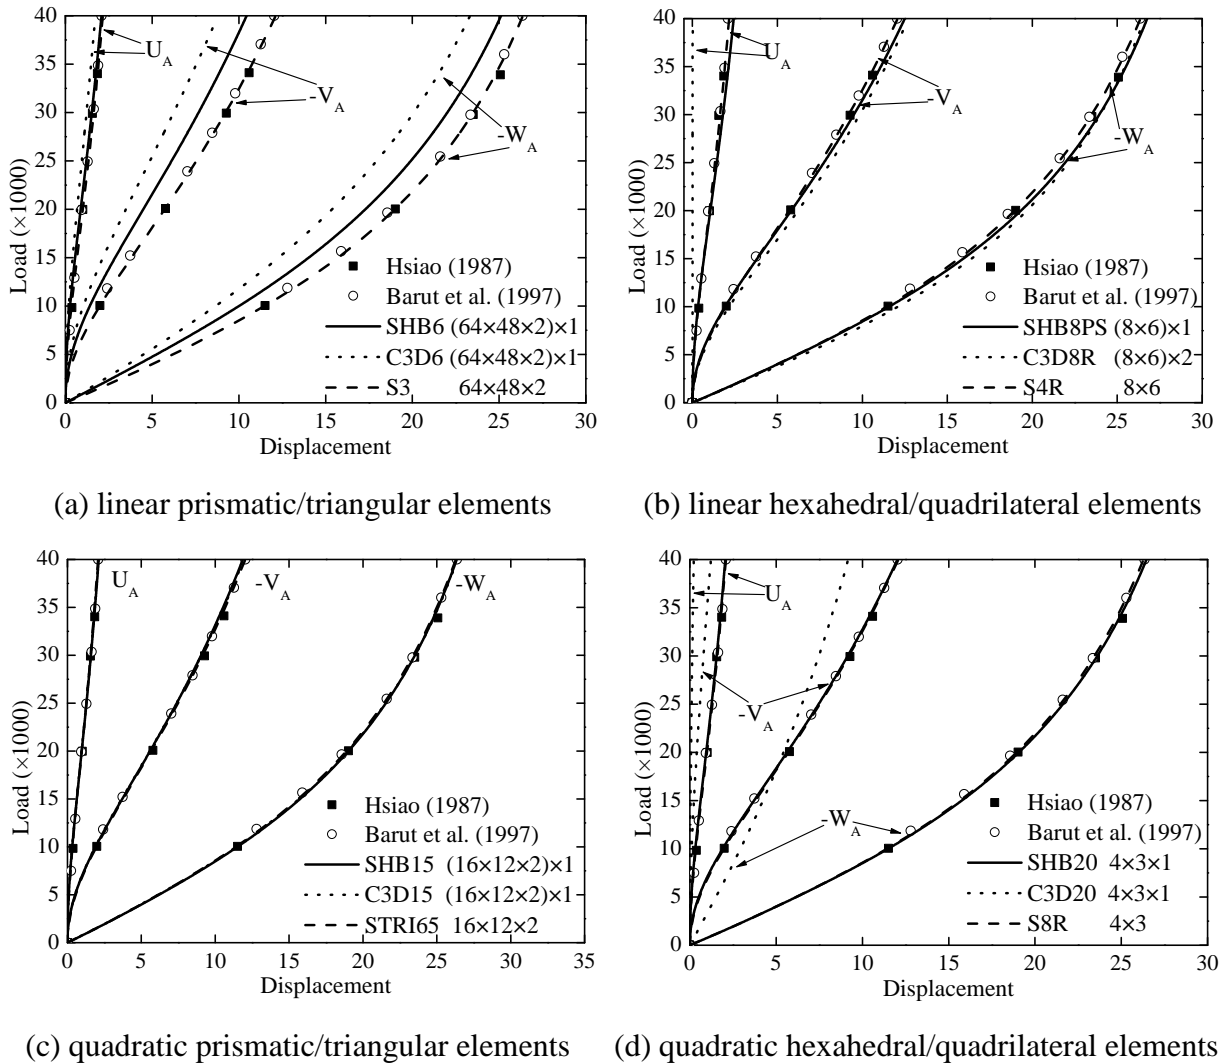 40
35
30
25
20
15
10
5
0
Load (×1000)
U_A
-V_A
-W_A
Hsiao (1987)
Barut et al. (1997)
SHB6 (64×48×2)×1
C3D6 (64×48×2)×1
S3 64×48×2
0 5 10 15 20 25 30
Displacement
(a) linear prismatic/triangular elements
40
35
30
25
20
15
10
5
0
Load (×1000)
U_A
-V_A
-W_A
Hsiao (1987)
Barut et al. (1997)
SHB8PS (8×6)×1
C3D8R (8×6)×2
S4R 8×6
0 5 10 15 20 25 30
Displacement
(b) linear hexahedral/quadrilateral elements
40
35
30
25
20
15
10
5
0
Load (×1000)
U_A
-V_A
-W_A
Hsiao (1987)
Barut et al. (1997)
SHB15 (16×12×2)×1
C3D15 (16×12×2)×1
STRI65 16×12×2
0 5 10 15 20 25 30 35
Displacement
(c) quadratic prismatic/triangular elements
40
35
30
25
20
15
10
5
0
Load (×1000)
U_A
-V_A
-W_A
Hsiao (1987)
Barut et al. (1997)
SHB20 4×3×1
C3D20 4×3×1
S8R 4×3
0 5 10 15 20 25 30
Displacement
(d) quadratic hexahedral/quadrilateral elements